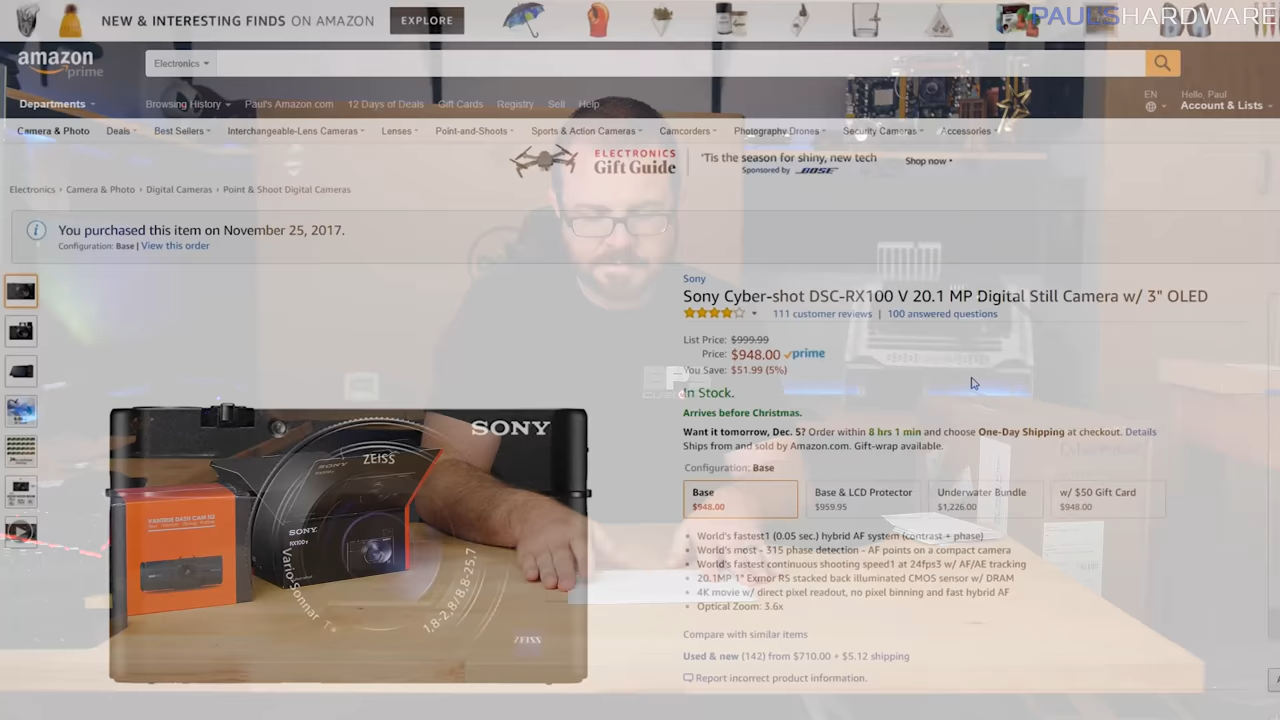 NEW & INTERESTING FINDS ON AMAZON
EXPLORE
PAULSHARDWARE
amazon
prime
Electronics
EN
Hello, Paul
Departments
Browsing History
Paul's Amazon.com
12 Days of Deals
Gift Cards
Registry
Sell
Help
Account & Lists
Camera & Photo
Deals
Best Sellers
Interchangeable-Lens Cameras
Lenses
Point-and-Shoots
Sports & Action Cameras
Camcorders
Photography Drones
Security Cameras
Accessories
ELECTRONICS
Gift Guide
'Tis the season for shiny, new tech
Sponsored by BOSE
Shop now
Electronics › Camera & Photo › Digital Cameras › Point & Shoot Digital Cameras
You purchased this item on November 25, 2017.
Configuration: Base | View this order
Sony
Sony Cyber-shot DSC-RX100 V 20.1 MP Digital Still Camera w/ 3" OLED
111 customer reviews | 100 answered questions
List Price: $999.99
Price: $948.00 prime
You Save: $51.99 (5%)
In Stock.
Arrives before Christmas.
Want it tomorrow, Dec. 5? Order within 8 hrs 1 min and choose One-Day Shipping at checkout. Details
Ships from and sold by Amazon.com. Gift-wrap available.
Configuration: Base
Base
$948.00
Base & LCD Protector
$959.95
Underwater Bundle
$1,226.00
w/ $50 Gift Card
$948.00
• World's fastest1 (0.05 sec.) hybrid AF system (contrast + phase)
• World's most - 315 phase detection - AF points on a compact camera
• World's fastest continuous shooting speed1 at 24fps3 w/ AF/AE tracking
• 20.1MP 1" Exmor RS stacked back illuminated CMOS sensor w/ DRAM
• 4K movie w/ direct pixel readout, no pixel binning and fast hybrid AF
• Optical Zoom: 3.6x
Compare with similar items
Used & new (142) from $710.00 + $5.12 shipping
Report incorrect product information.
SONY
ZEISS
SONY
RX100V
Vario-Sonnar T*
1,8-2,8/8,8-25,7
ZEISS